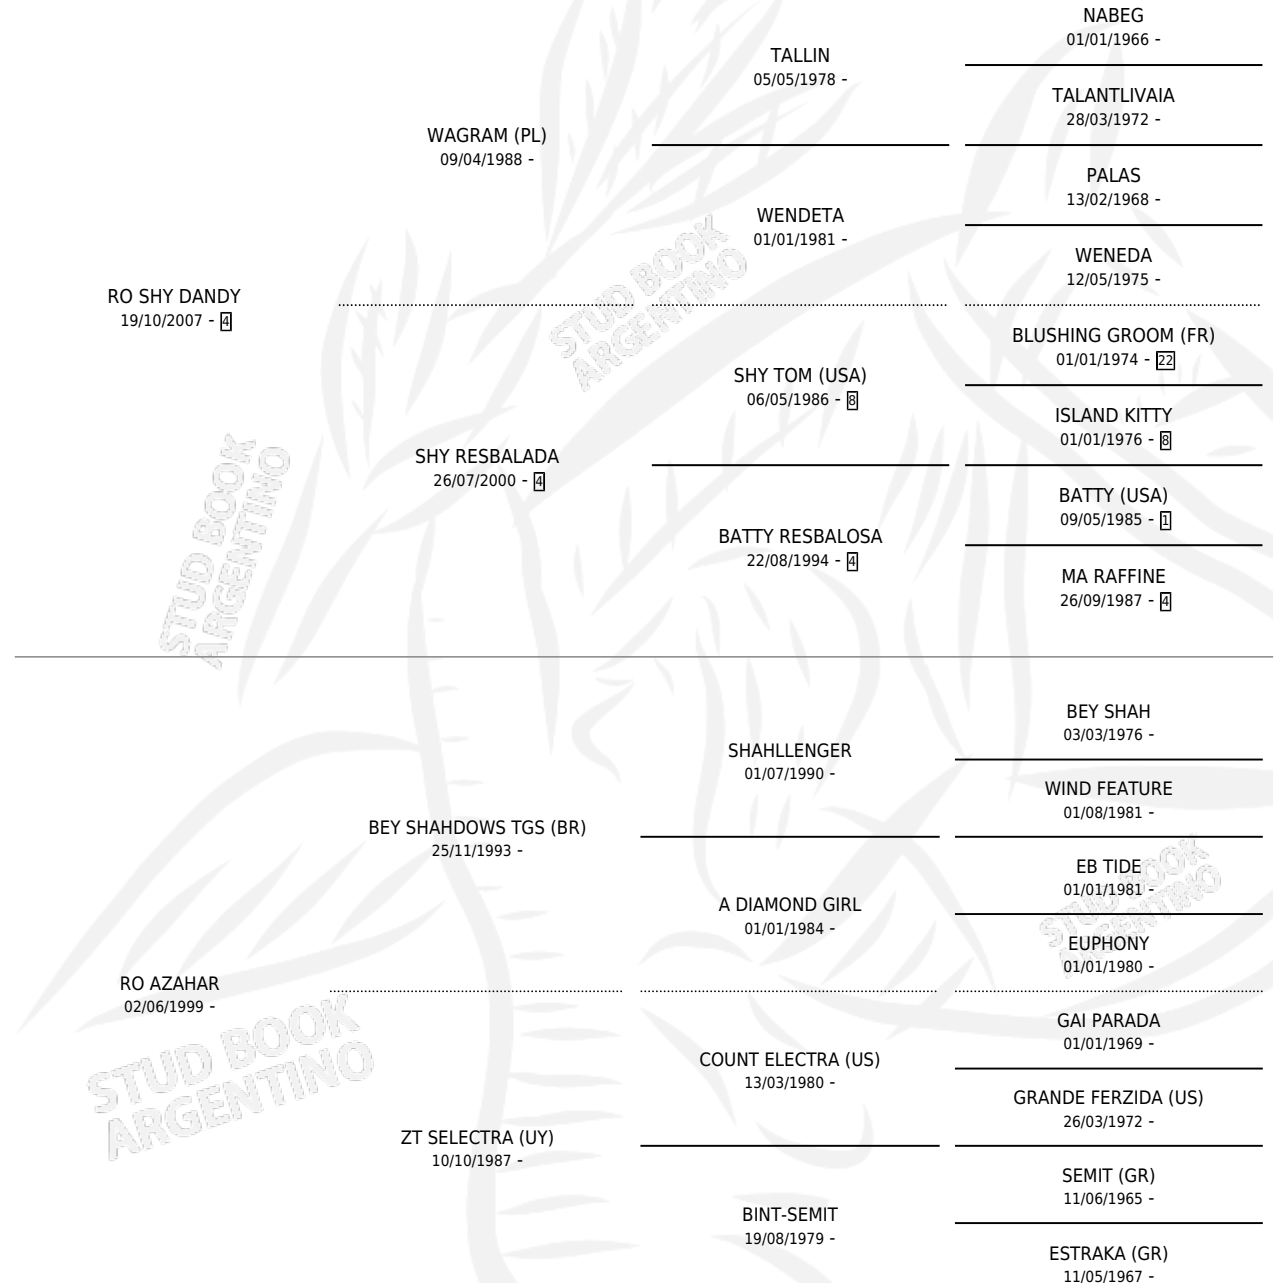 NABEG
01/01/1966 -
TALLIN
05/05/1978 -
TALANTLIVAIA
28/03/1972 -
WAGRAM (PL)
09/04/1988 -
PALAS
13/02/1968 -
WENDETA
01/01/1981 -
WENEDA
12/05/1975 -
RO SHY DANDY
19/10/2007 - 4
BLUSHING GROOM (FR)
01/01/1974 - 22
SHY TOM (USA)
06/05/1986 - 8
ISLAND KITTY
01/01/1976 - 8
SHY RESBALADA
26/07/2000 - 4
BATTY (USA)
09/05/1985 - 1
BATTY RESBALOSA
22/08/1994 - 4
MA RAFFINE
26/09/1987 - 4
BEY SHAH
03/03/1976 -
SHAHLLENGER
01/07/1990 -
WIND FEATURE
01/08/1981 -
BEY SHAHDOWS TGS (BR)
25/11/1993 -
EB TIDE
01/01/1981 -
A DIAMOND GIRL
01/01/1984 -
EUPHONY
01/01/1980 -
RO AZAHAR
02/06/1999 -
GAI PARADA
01/01/1969 -
COUNT ELECTRA (US)
13/03/1980 -
GRANDE FERZIDA (US)
26/03/1972 -
ZT SELECTRA (UY)
10/10/1987 -
SEMIT (GR)
11/06/1965 -
BINT-SEMIT
19/08/1979 -
ESTRAKA (GR)
11/05/1967 -
STUD BOOK
ARGENTINO
STUD BOOK
ARGENTINO
STUD BOOK
ARGENTINO
STUD BOOK
ARGENTINO